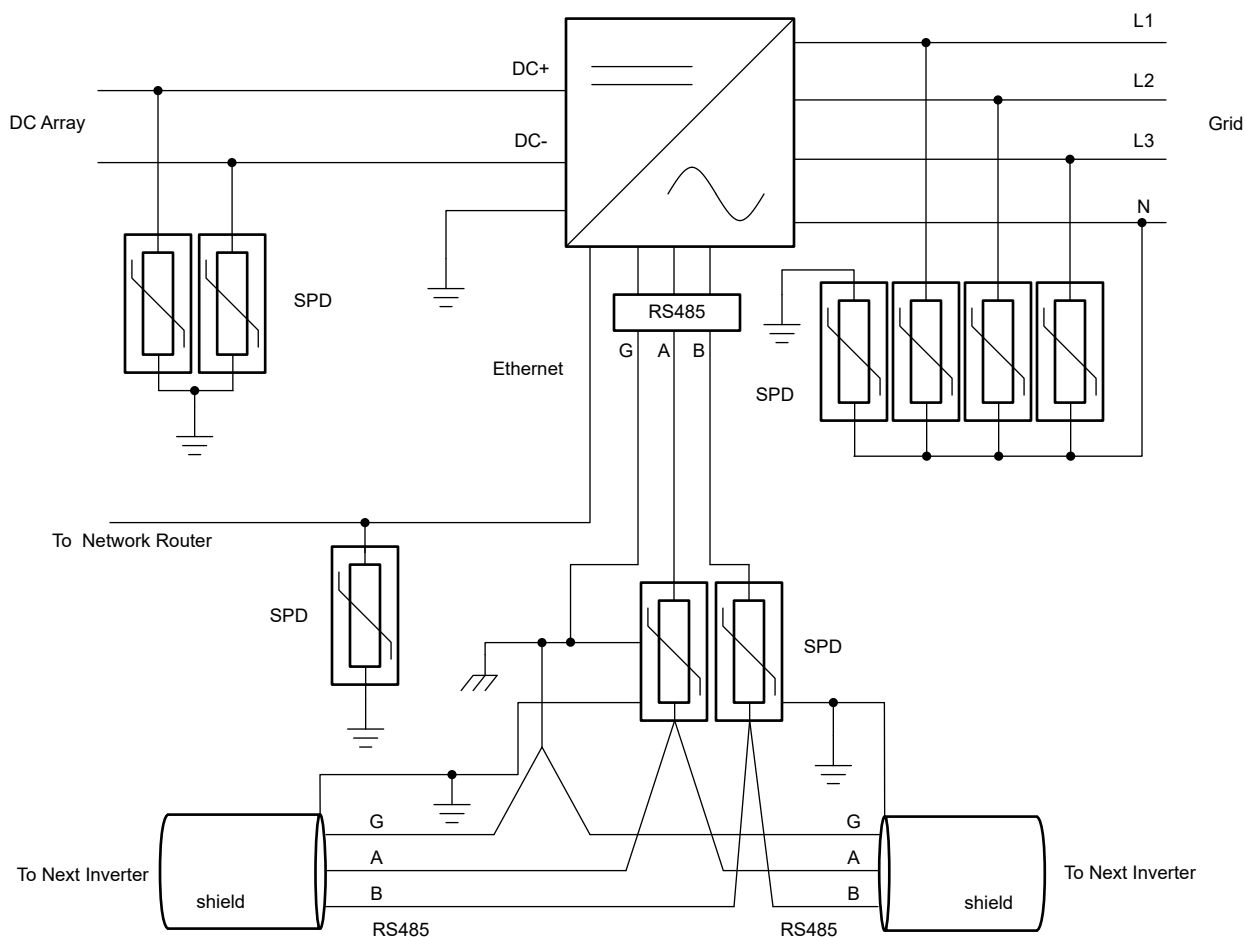 L1
DC+
L2
DC Array
Grid
DC-
L3
N
SPD
RS485
G A B
Ethernet
SPD
To Network Router
SPD
SPD
G
G
A
A
To Next Inverter
To Next Inverter
B
B
shield
shield
RS485
RS485